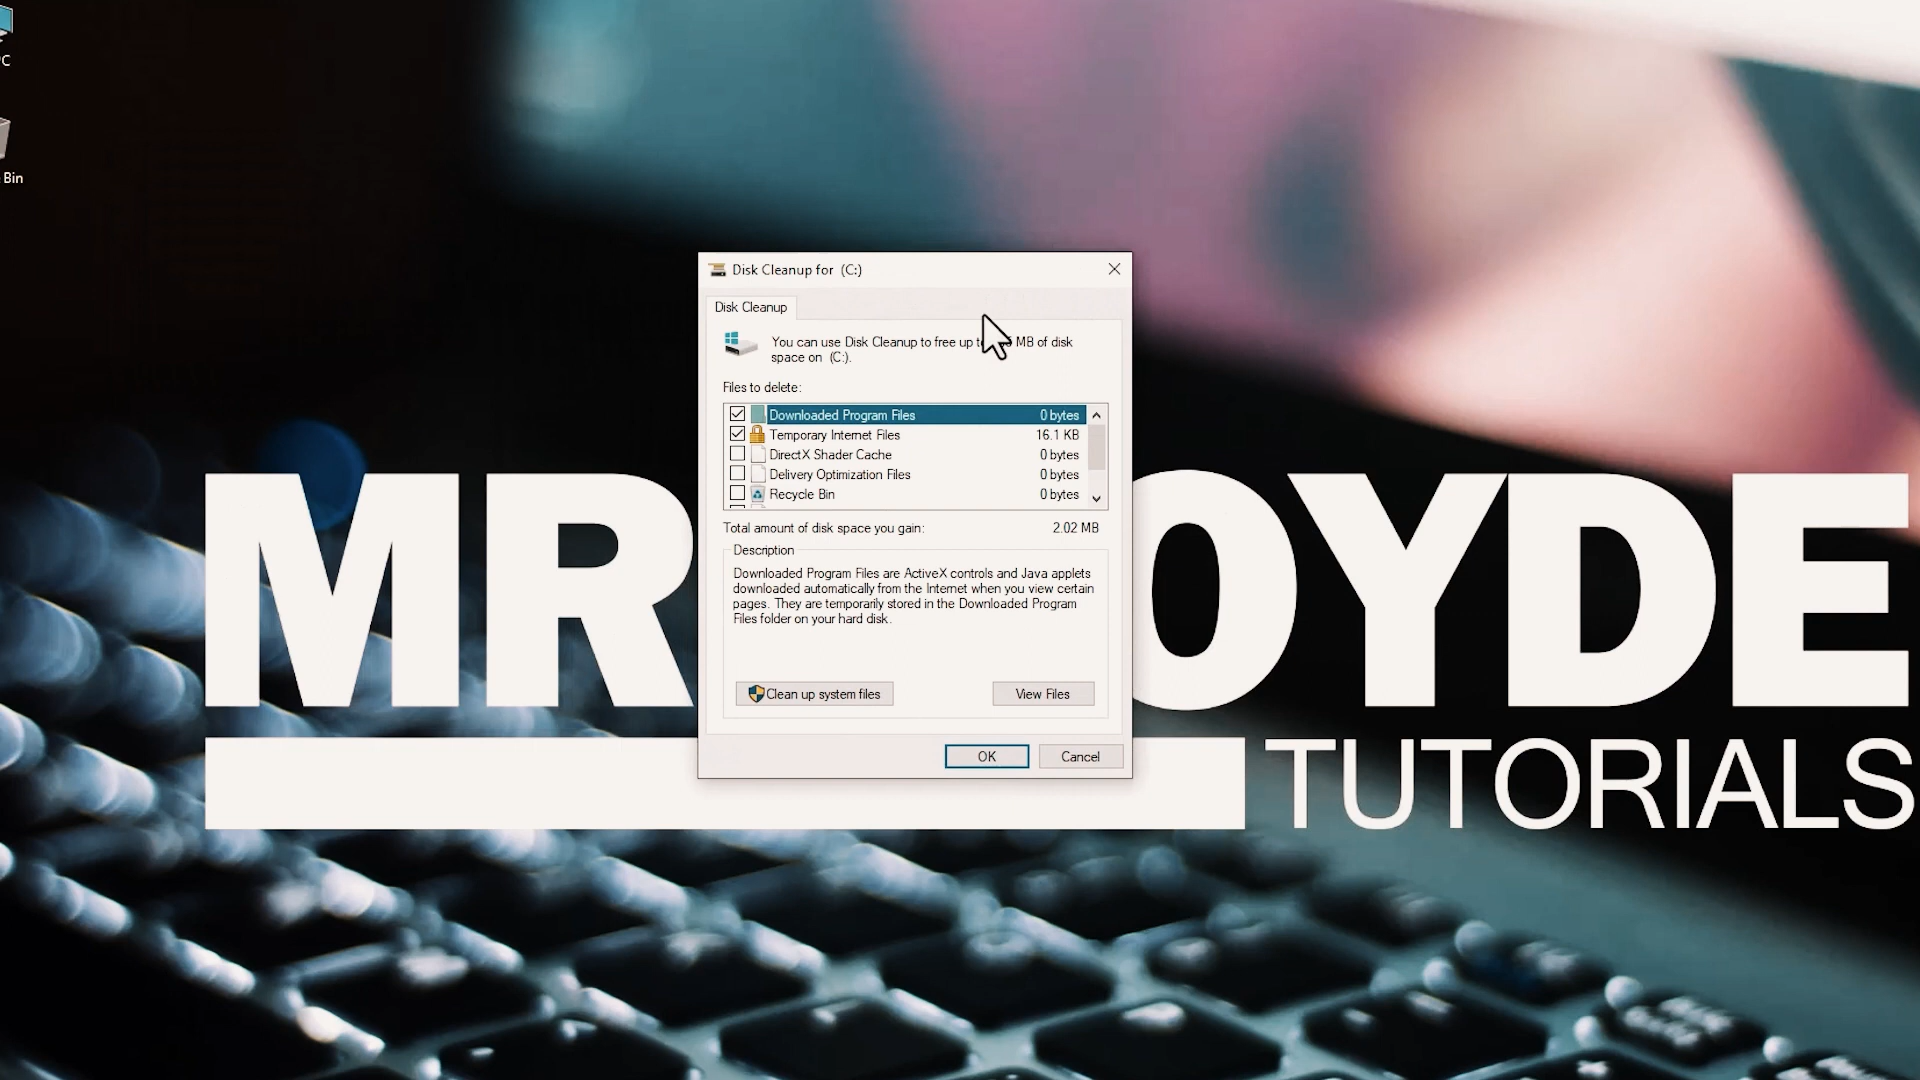 PC
Bin
Disk Cleanup for (C:)
Disk Cleanup
You can use Disk Cleanup to free up MB of disk
space on (C:).
Files to delete:
Downloaded Program Files 0 bytes
Temporary Internet Files 16.1 KB
DirectX Shader Cache 0 bytes
Delivery Optimization Files 0 bytes
Recycle Bin 0 bytes
Total amount of disk space you gain: 2.02 MB
Description
Downloaded Program Files are ActiveX controls and Java applets
downloaded automatically from the Internet when you view certain
pages. They are temporarily stored in the Downloaded Program
Files folder on your hard disk.
Clean up system files
View Files
OK
Cancel
MR OYDE
TUTORIALS